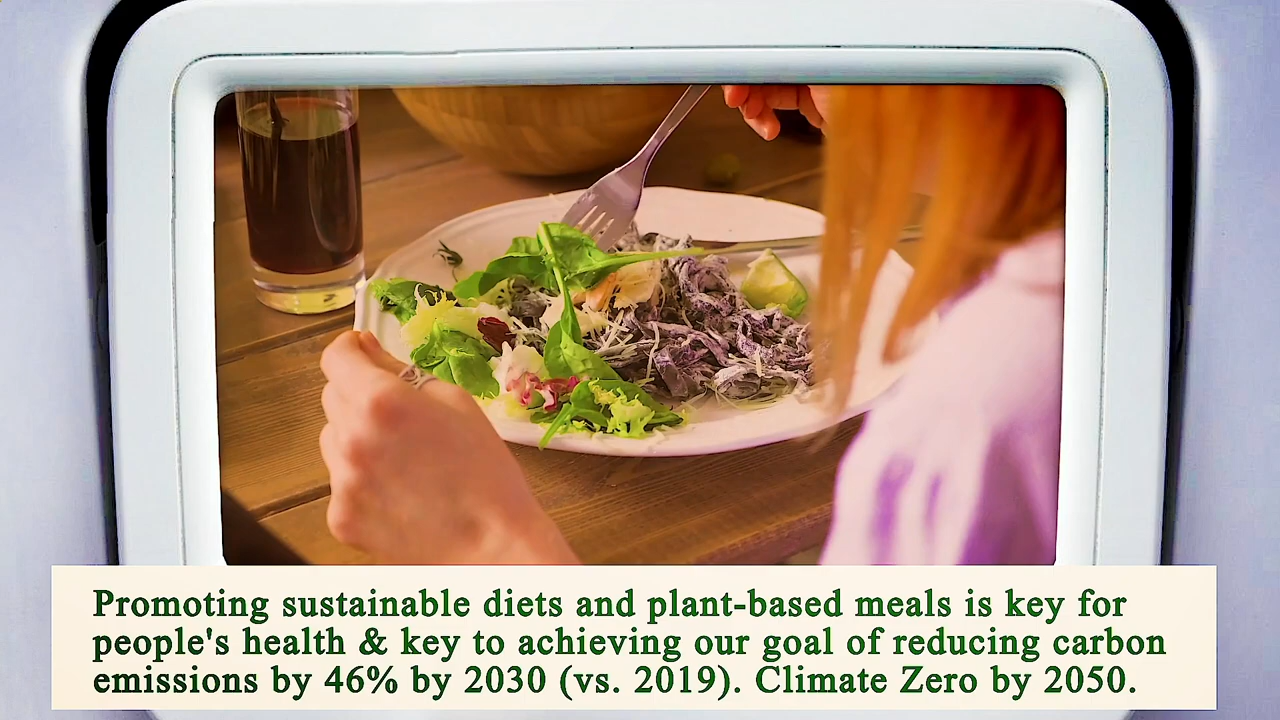 Promoting sustainable diets and plant-based meals is key for
people's health & key to achieving our goal of reducing carbon
emissions by 46% by 2030 (vs. 2019). Climate Zero by 2050.